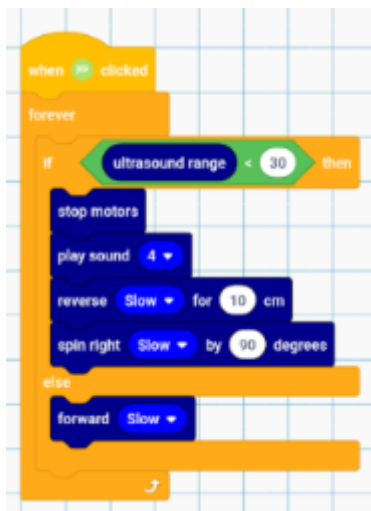 when GO clicked
forever
if ultrasound range < 30 then
stop motors
play sound 4
reverse Slow for 10 cm
spin right Slow by 90 degrees
else
forward Slow